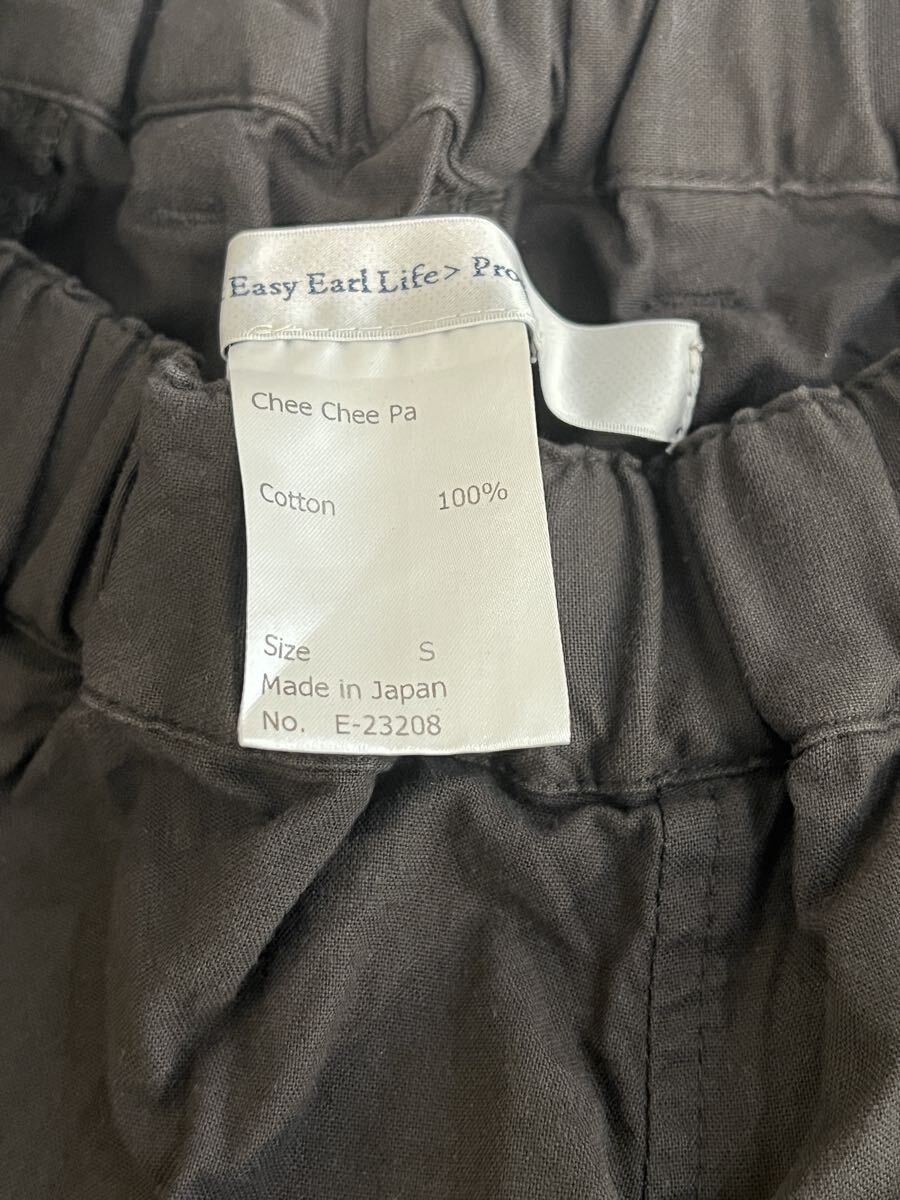 Easy Earl Life> Pro
Chee Chee Pa
Cotton 100%
Size S
Made in Japan
No. E-23208